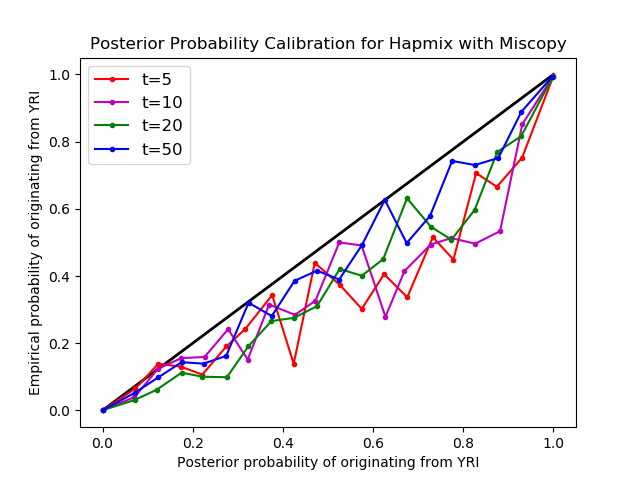 Posterior Probability Calibration for Hapmix with Miscopy
t=5
t=10
t=20
t=50
Empirical probability of originating from YRI
1.0
0.8
0.6
0.4
0.2
0.0
0.0 0.2 0.4 0.6 0.8 1.0
Posterior probability of originating from YRI